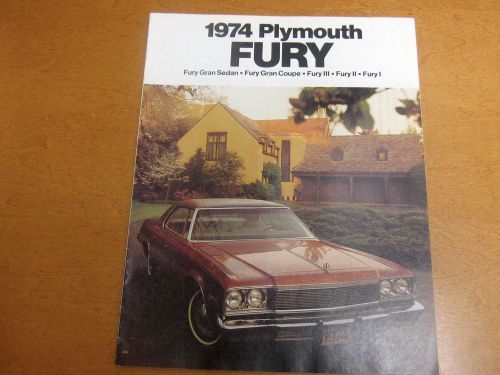 1974 Plymouth
FURY
Fury Gran Sedan • Fury Gran Coupe • Fury III • Fury II • Fury I